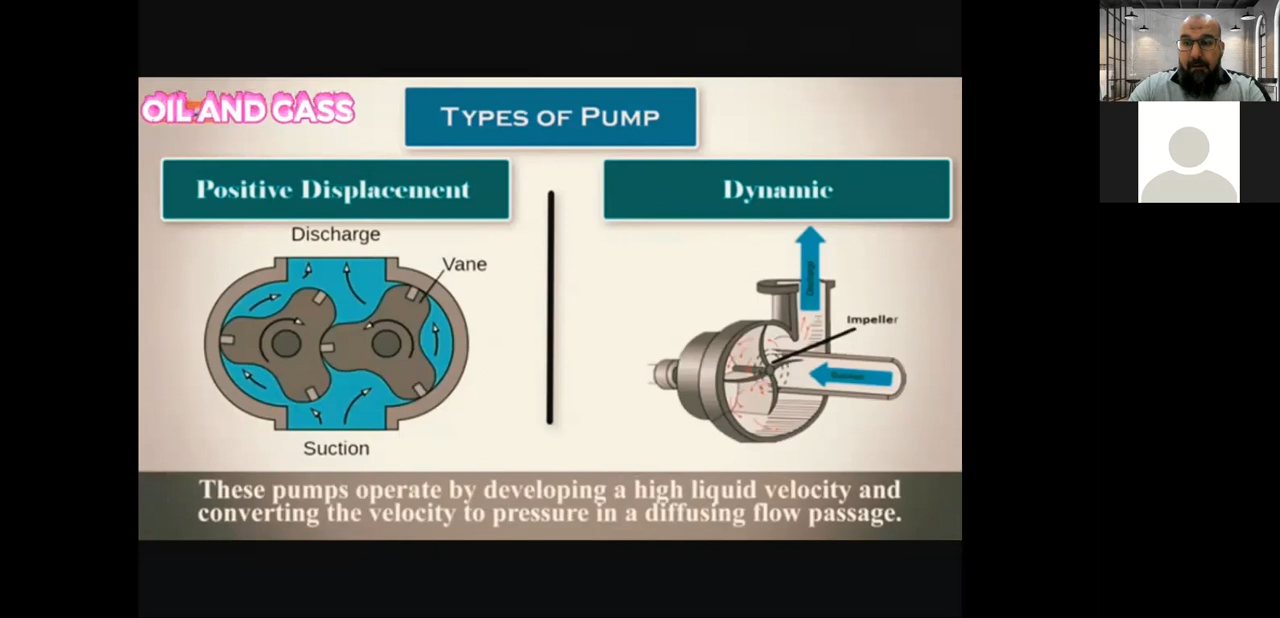 OIL AND GASS
TYPES OF PUMP
Positive Displacement
Dynamic
Discharge
Vane
Suction
Discharge
Impeller
These pumps operate by developing a high liquid velocity and
converting the velocity to pressure in a diffusing flow passage.